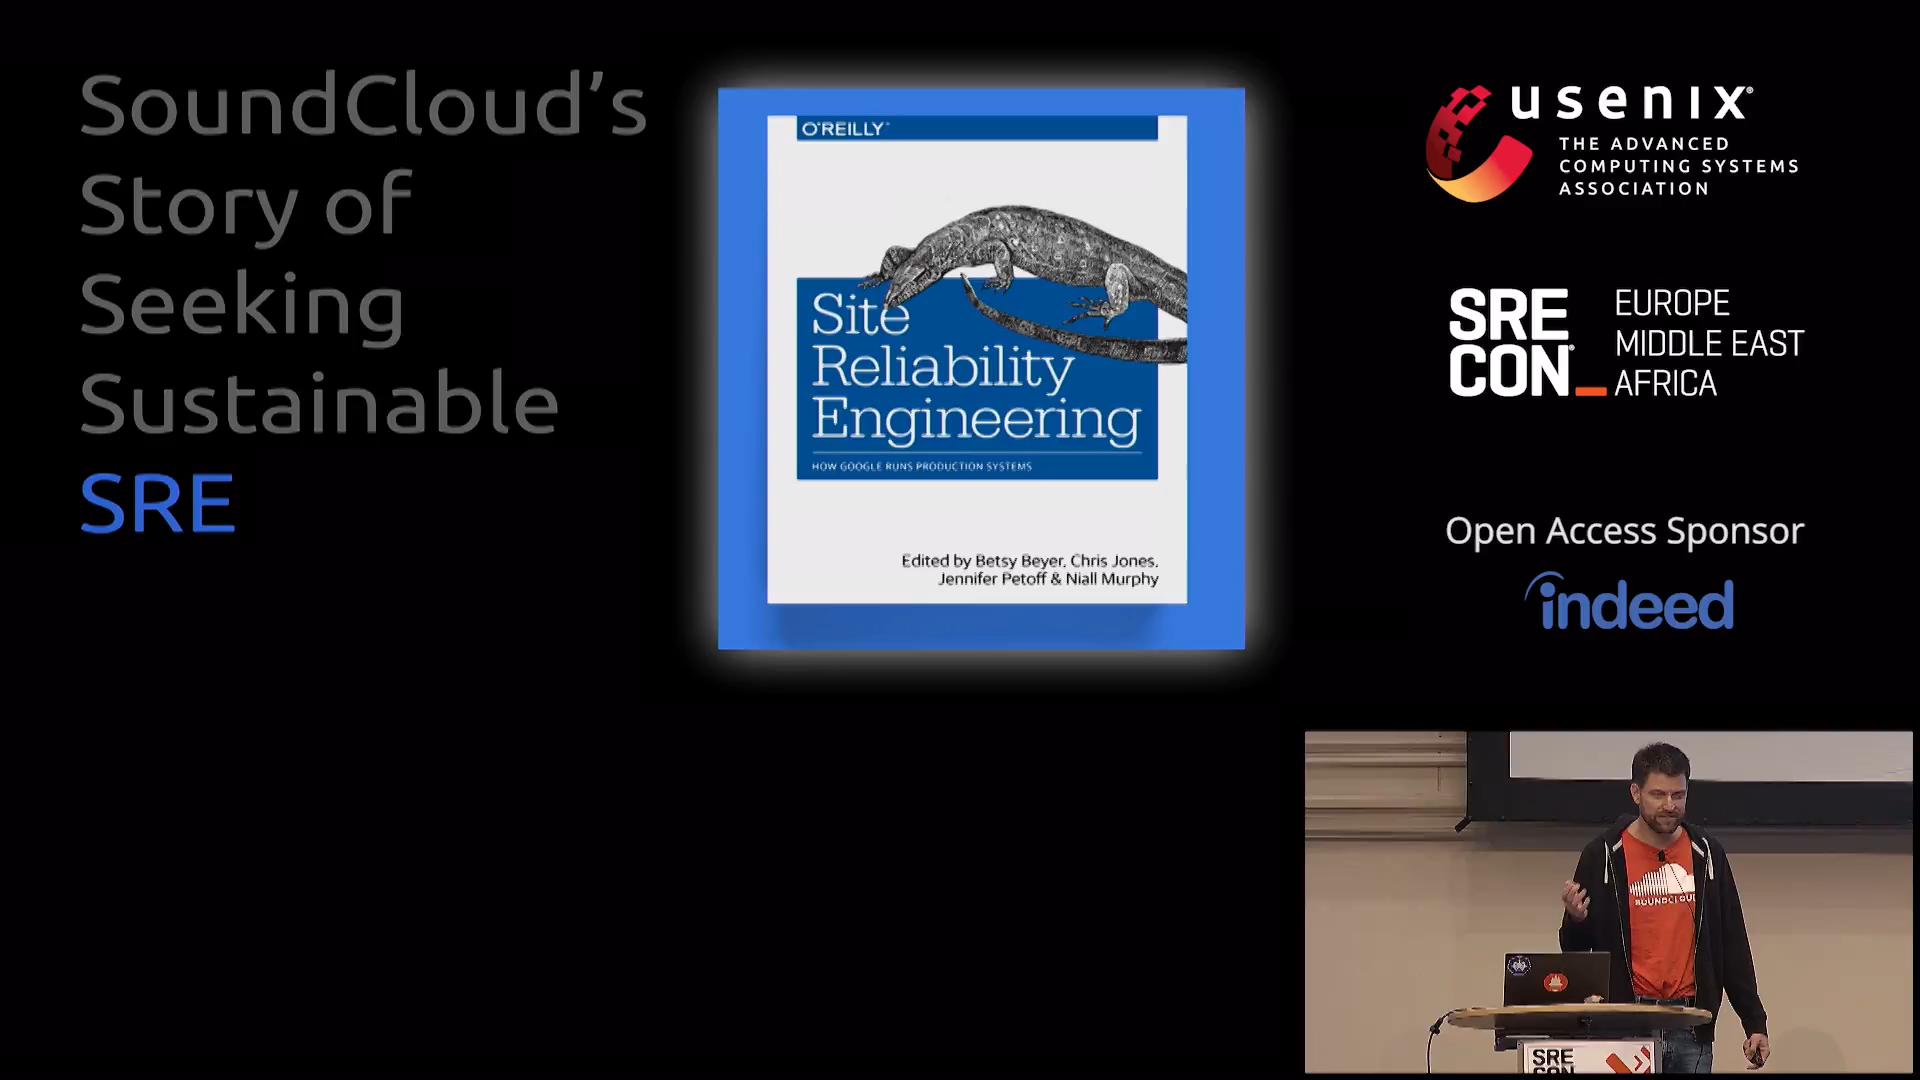 SoundCloud’s
Story of
Seeking
Sustainable
SRE
O'REILLY®
Site
Reliability
Engineering
HOW GOOGLE RUNS PRODUCTION SYSTEMS
Edited by Betsy Beyer, Chris Jones,
Jennifer Petoff & Niall Murphy
usenix®
THE ADVANCED
COMPUTING SYSTEMS
ASSOCIATION
SRE
CON®
EUROPE
MIDDLE EAST
AFRICA
Open Access Sponsor
indeed
SOUNDCLOUD
SRE
CON